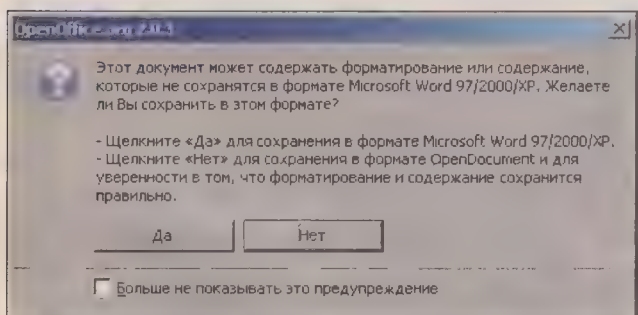 OpenOffice.org 2.0.4
Этот документ может содержать форматирование или содержание,
которые не сохранятся в формате Microsoft Word 97/2000/XP. Желаете
ли Вы сохранить в этом формате?
- Щелкните «Да» для сохранения в формате Microsoft Word 97/2000/XP.
- Щелкните «Нет» для сохранения в формате OpenDocument и для
уверенности в том, что форматирование и содержание сохранится
правильно.
Да
Нет
Больше не показывать это предупреждение